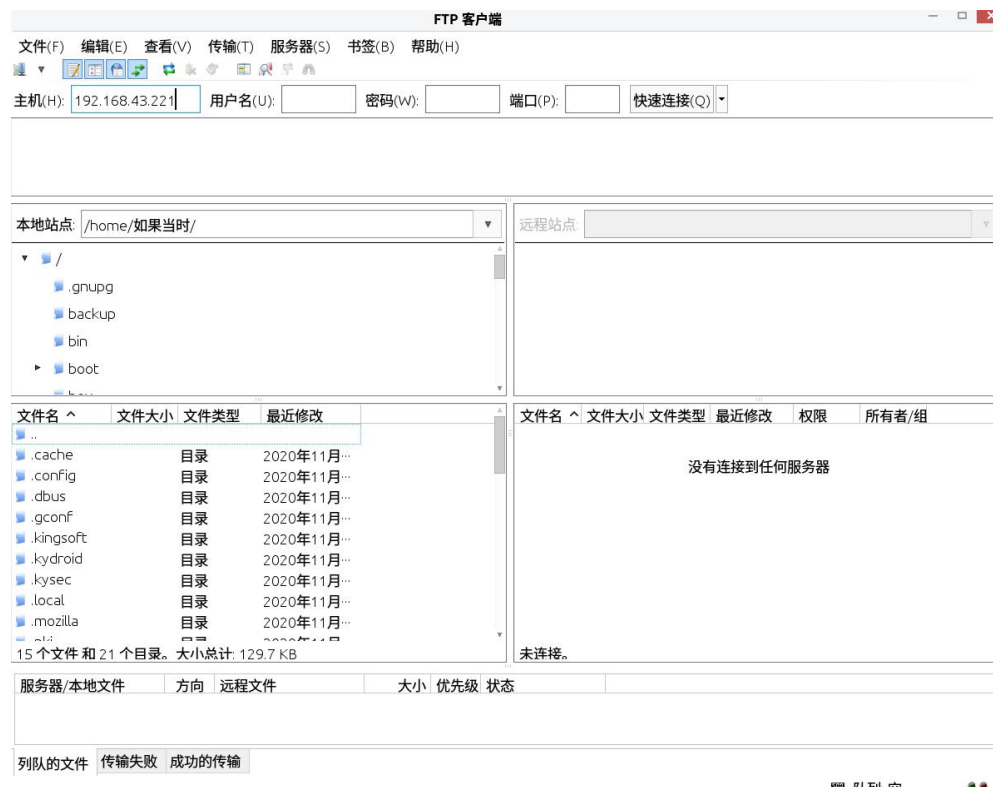 FTP 客户端
文件(F) 编辑(E) 查看(V) 传输(T) 服务器(S) 书签(B) 帮助(H)
主机(H): 192.168.43.221 用户名(U): 密码(W): 端口(P): 快速连接(Q)
本地站点: /home/如果当时/
远程站点:
/
.gnupg
backup
bin
boot
文件名 文件大小 文件类型 最近修改
..
.cache 目录 2020年11月...
.config 目录 2020年11月...
.dbus 目录 2020年11月...
.gconf 目录 2020年11月...
.kingsoft 目录 2020年11月...
.kydroid 目录 2020年11月...
.kysec 目录 2020年11月...
.local 目录 2020年11月...
.mozilla 目录 2020年11月...
15 个文件 和 21 个目录。大小总计: 129.7 KB
文件名 文件大小 文件类型 最近修改 权限 所有者/组
没有连接到任何服务器
未连接。
服务器/本地文件 方向 远程文件 大小 优先级 状态
列队的文件 传输失败 成功的传输